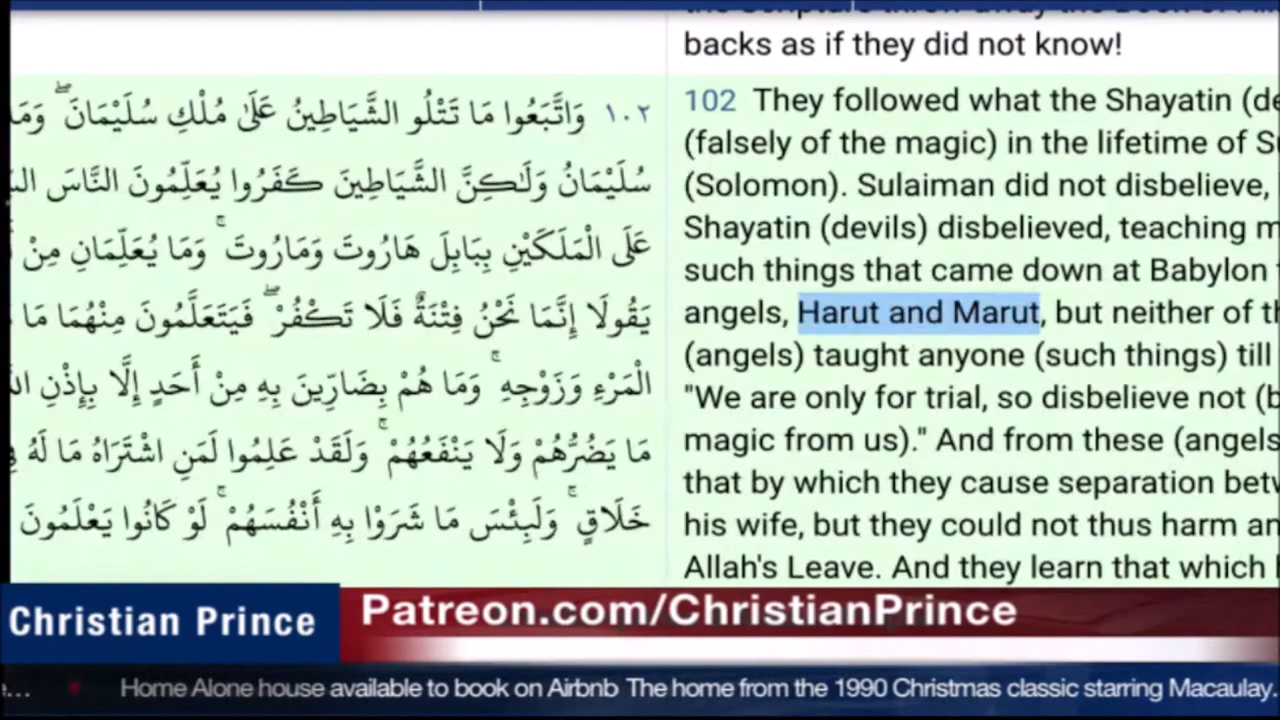 backs as if they did not know!
١٠٢ وَاتَّبَعُوا مَا تَتْلُو الشَّيَاطِينُ عَلَىٰ مُلْكِ سُلَيْمَانَ ۖ
سُلَيْمَانُ وَلَٰكِنَّ الشَّيَاطِينَ كَفَرُوا يُعَلِّمُونَ النَّاسَ
عَلَى الْمَلَكَيْنِ بِبَابِلَ هَارُوتَ وَمَارُوتَ ۚ وَمَا يُعَلِّمَانِ مِنْ
يَقُولَا إِنَّمَا نَحْنُ فِتْنَةٌ فَلَا تَكْفُرْ ۖ فَيَتَعَلَّمُونَ مِنْهُمَا مَا
الْمَرْءِ وَزَوْجِهِ ۚ وَمَا هُمْ بِضَارِّينَ بِهِ مِنْ أَحَدٍ إِلَّا بِإِذْنِ
مَا يَضُرُّهُمْ وَلَا يَنْفَعُهُمْ ۚ وَلَقَدْ عَلِمُوا لَمَنِ اشْتَرَاهُ مَا لَهُ
خَلَاقٍ ۚ وَلَبِئْسَ مَا شَرَوْا بِهِ أَنْفُسَهُمْ ۚ لَوْ كَانُوا يَعْلَمُونَ
102 They followed what the Shayatin
(falsely of the magic) in the lifetime of
(Solomon). Sulaiman did not disbelieve,
Shayatin (devils) disbelieved, teaching
such things that came down at Babylon
angels, Harut and Marut, but neither of
(angels) taught anyone (such things) till
"We are only for trial, so disbelieve not
magic from us)." And from these (angels
that by which they cause separation
his wife, but they could not thus harm
Allah's Leave. And they learn that which
Christian Prince
Patreon.com/ChristianPrince
Home Alone house available to book on Airbnb The home from the 1990 Christmas classic starring Macaulay.